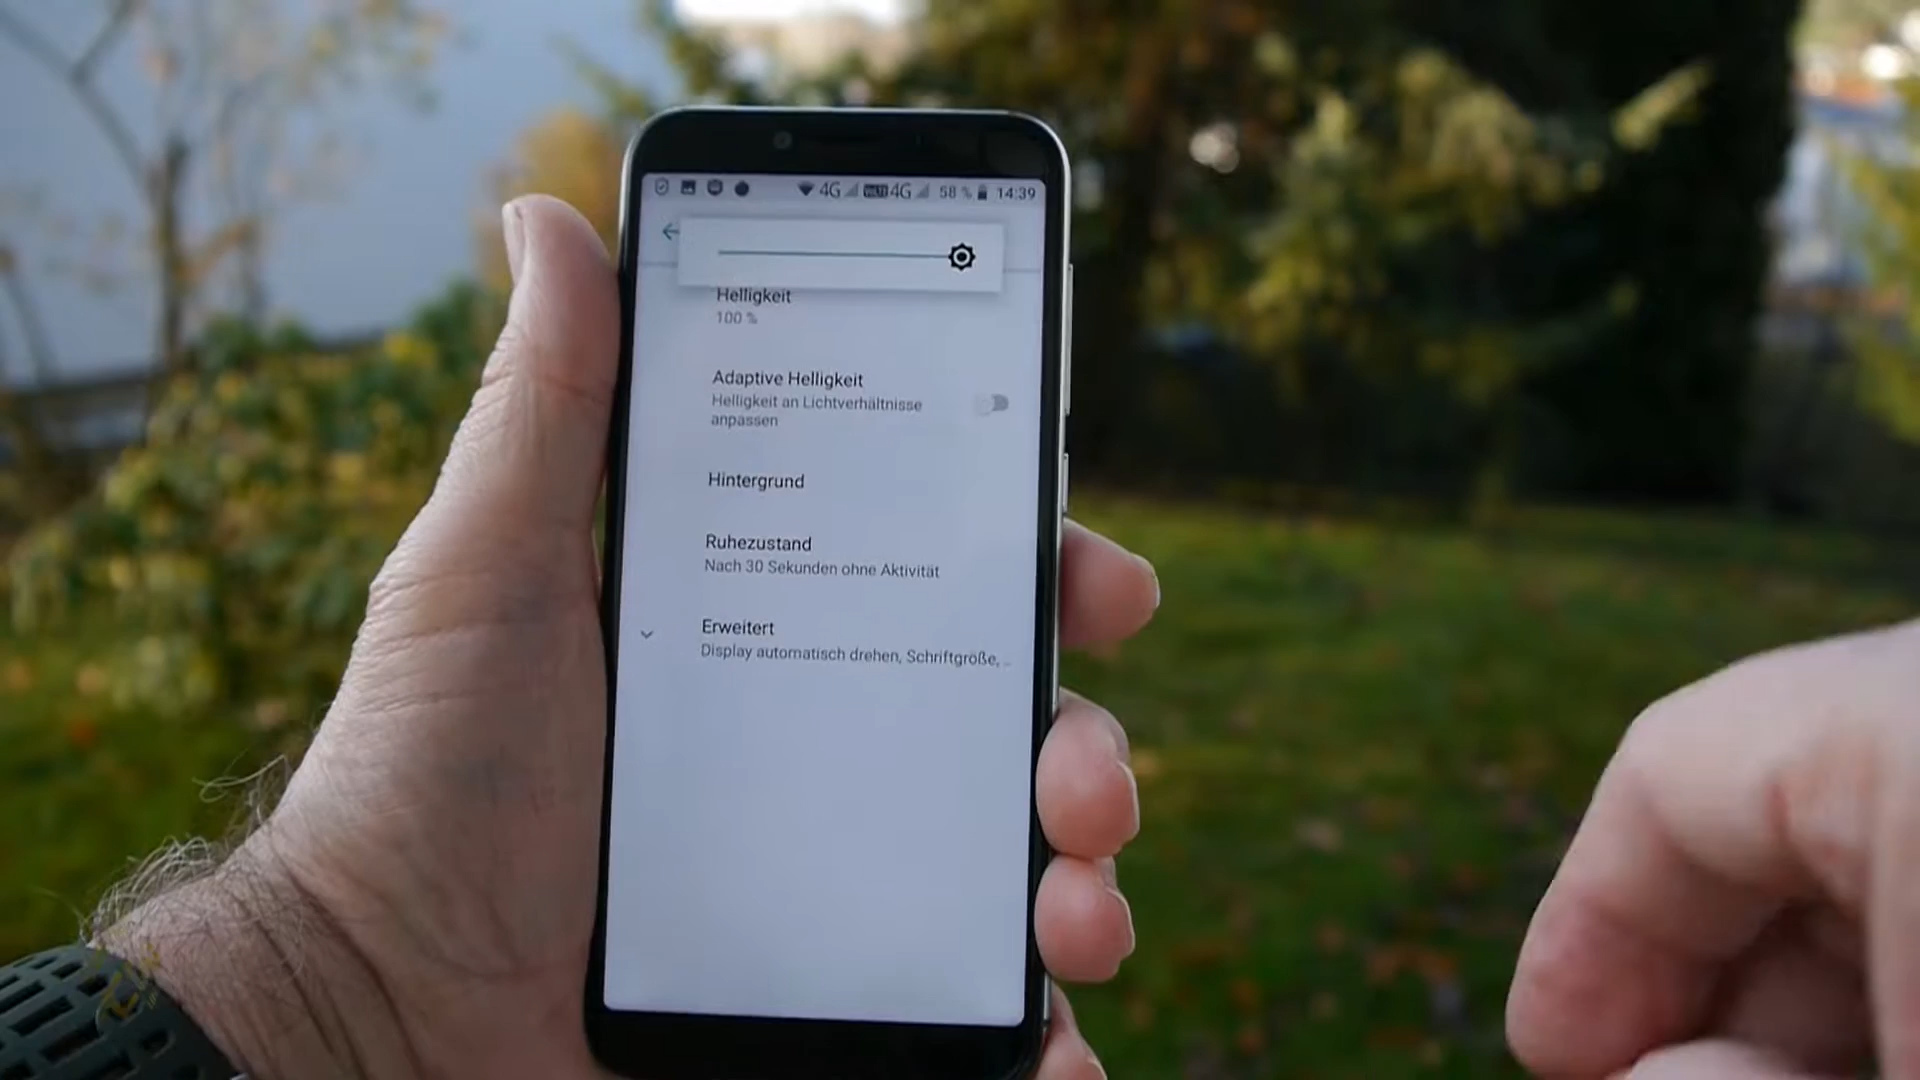 4G VoLTE 4G 58 % 14:39
Helligkeit
100 %
Adaptive Helligkeit
Helligkeit an Lichtverhältnisse
anpassen
Hintergrund
Ruhezustand
Nach 30 Sekunden ohne Aktivität
Erweitert
Display automatisch drehen, Schriftgröße, ..